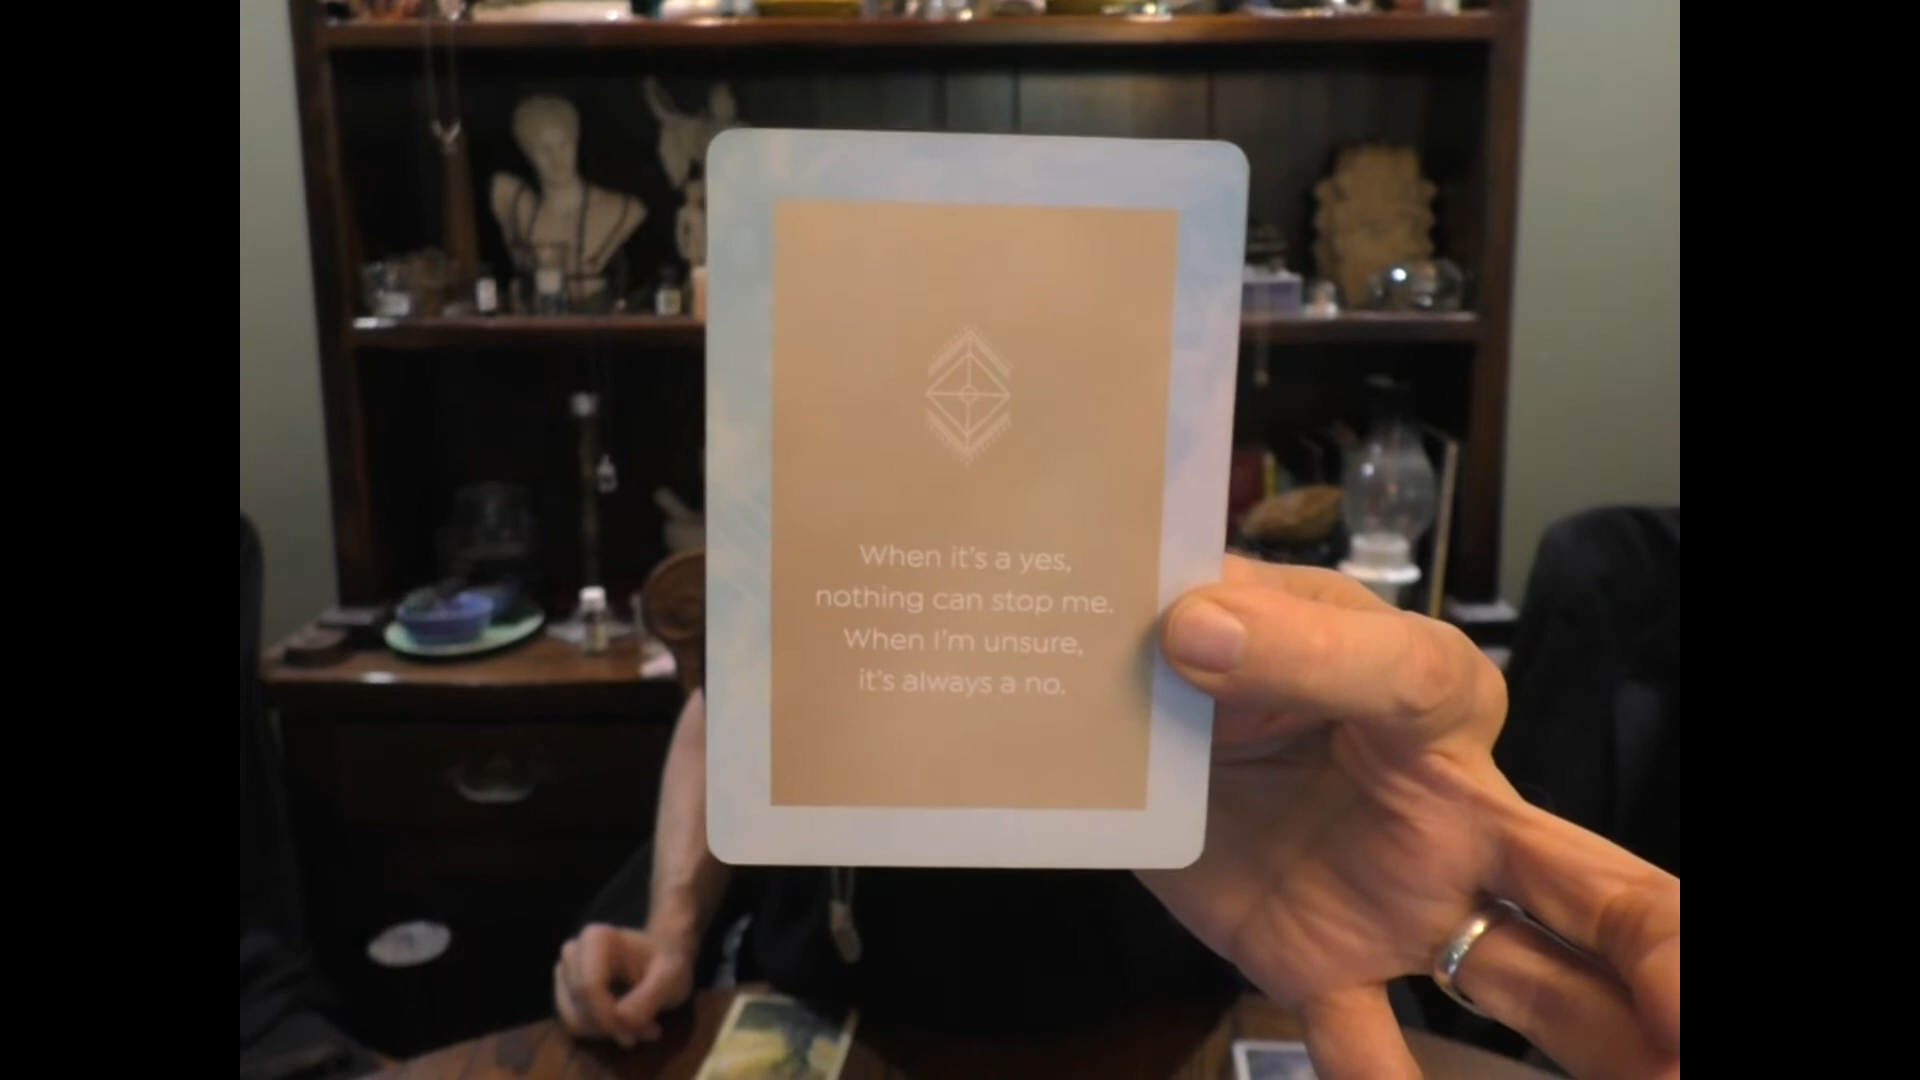 When it's a yes,
nothing can stop me.
When I'm unsure,
it's always a no.